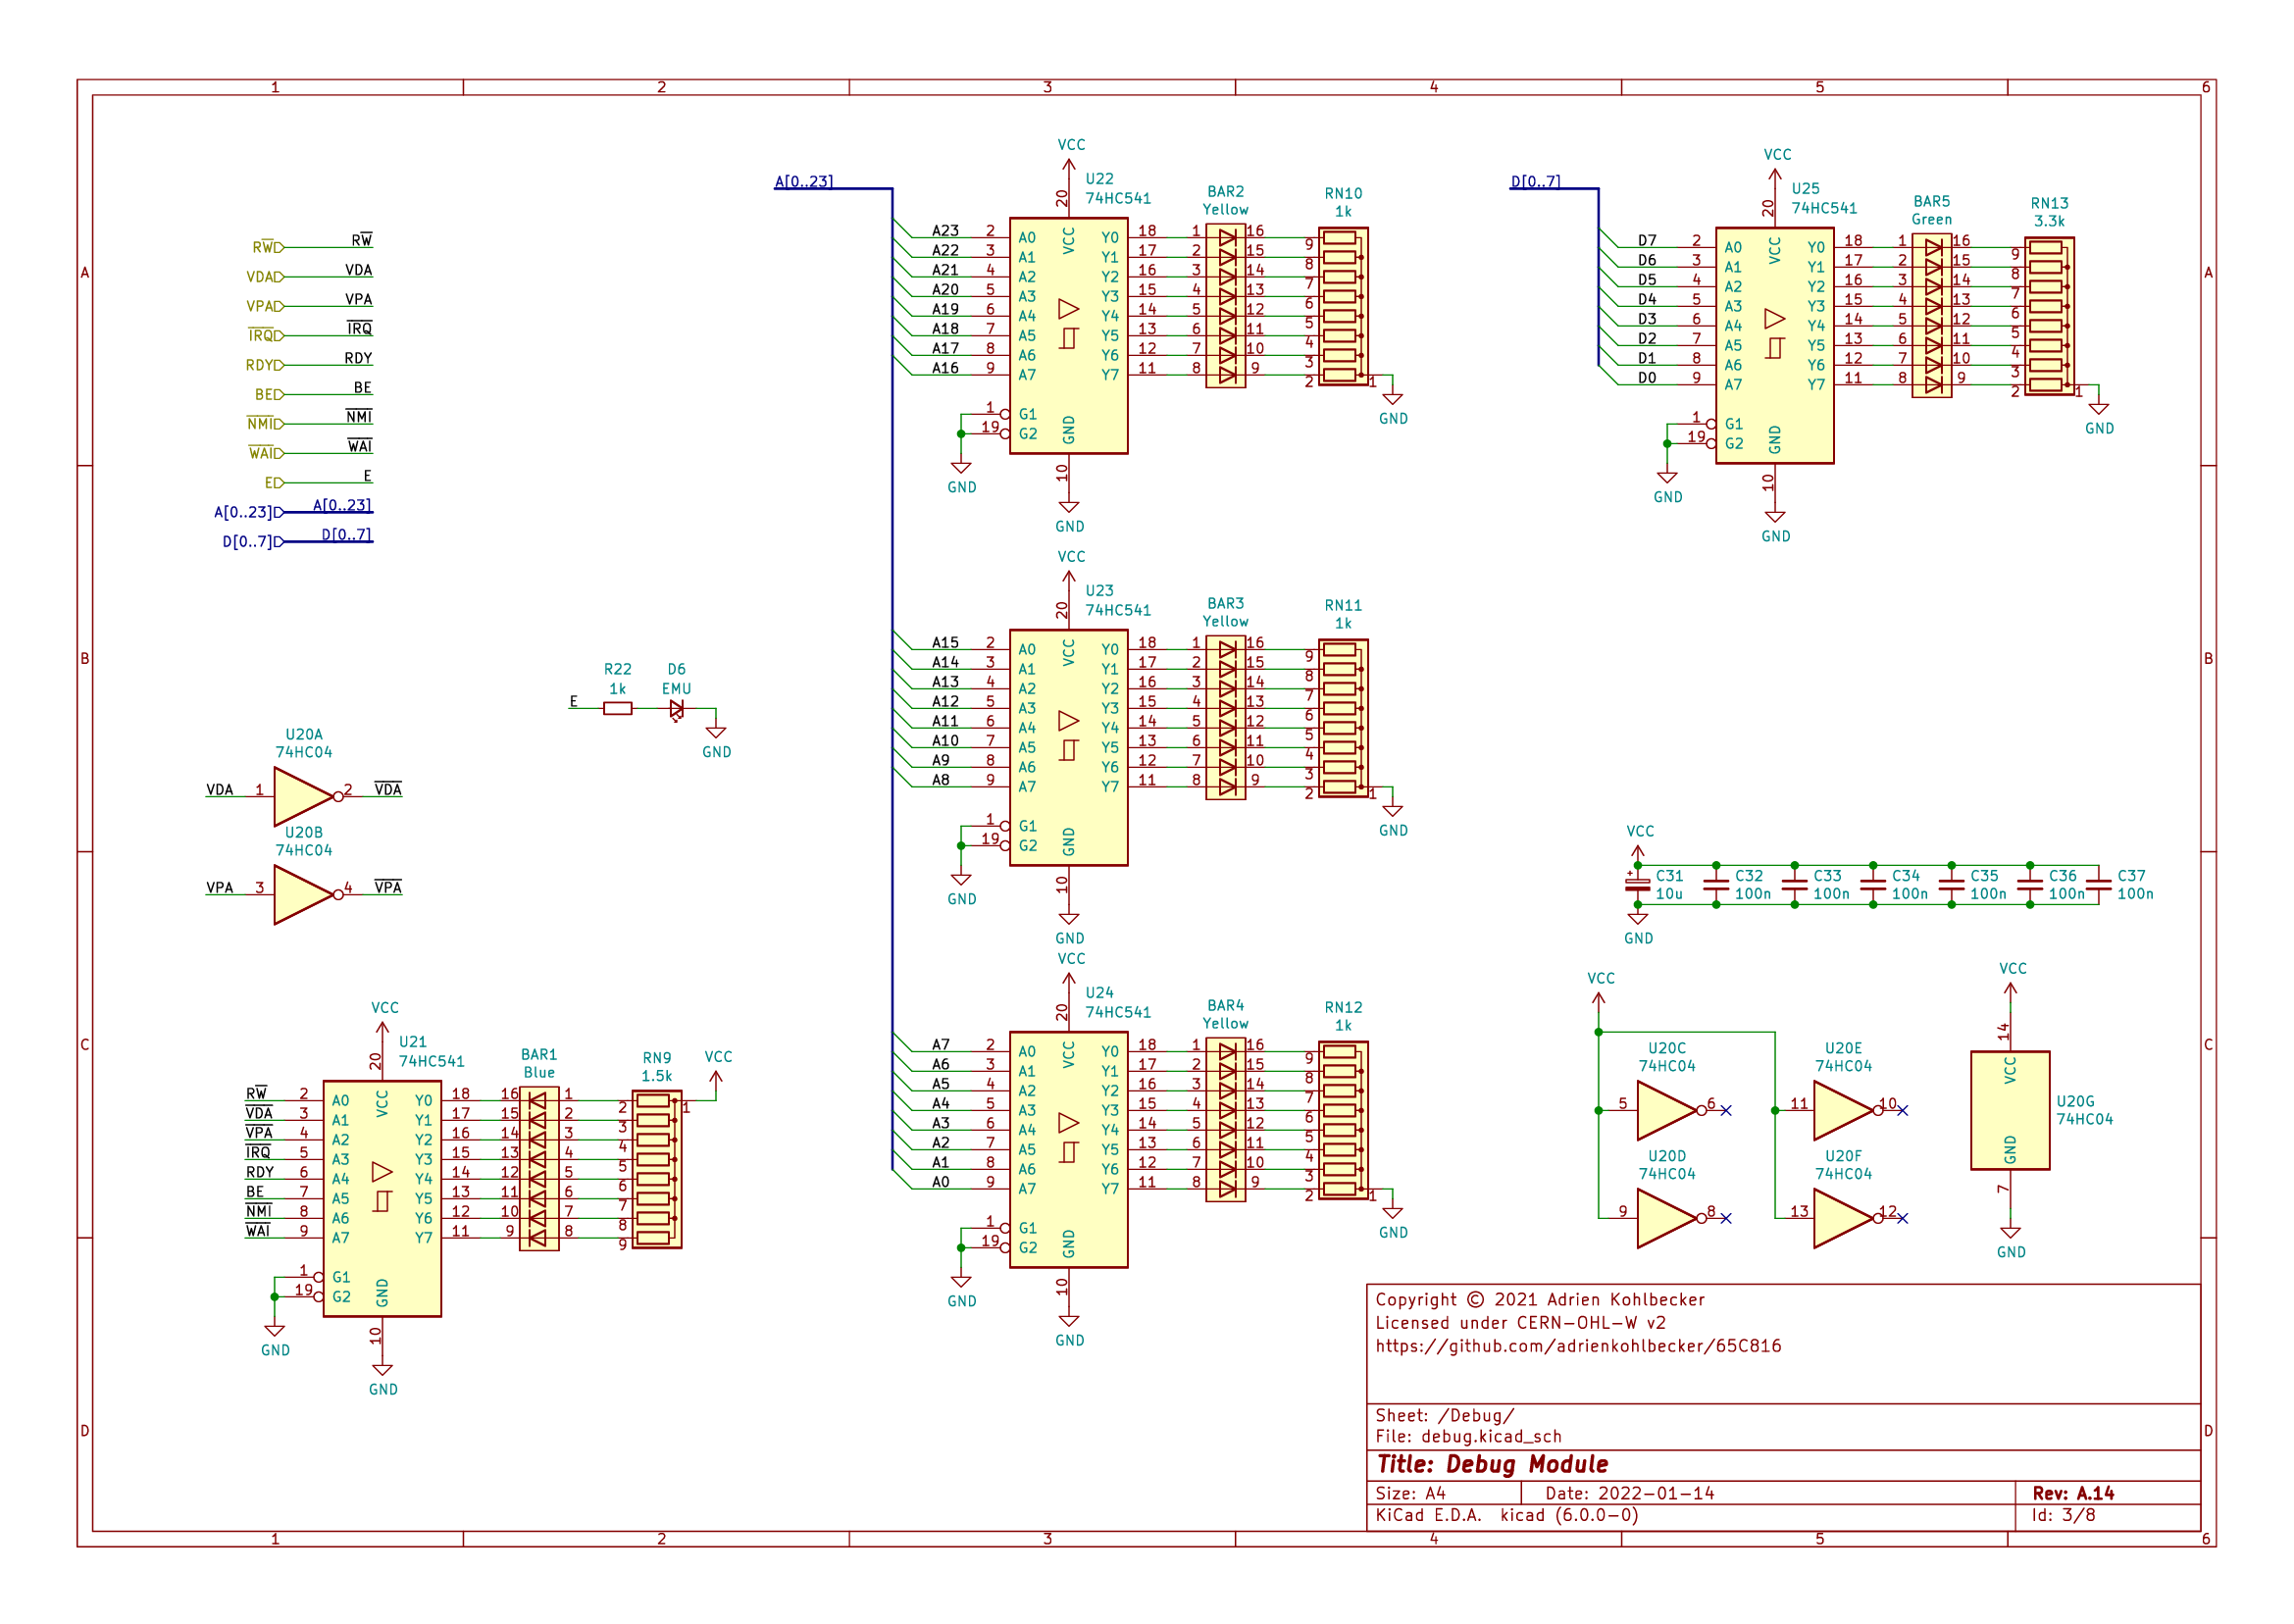 1 2 3 4 5 6
A B C D
RW̅ RW̅
VDA VDA
VPA VPA
I̅R̅Q̅ I̅R̅Q̅
RDY RDY
BE BE
N̅M̅I̅ N̅M̅I̅
W̅A̅I̅ W̅A̅I̅
E E
A[0..23] A[0..23]
D[0..7] D[0..7]
E
R22
1k
D6
EMU
GND
U20A
74HC04
VDA 1 2 V̅D̅A̅
U20B
74HC04
VPA 3 4 V̅P̅A̅
VCC
U21
74HC541
20
VCC
BAR1
Blue
RN9
1.5k
VCC
RW̅ 2 A0 Y0 18 16 1 2 1
V̅D̅A̅ 3 A1 Y1 17 15 2 3
V̅P̅A̅ 4 A2 Y2 16 14 3 4
I̅R̅Q̅ 5 A3 Y3 15 13 4 5
RDY 6 A4 Y4 14 12 5 6
BE 7 A5 Y5 13 11 6 7
N̅M̅I̅ 8 A6 Y6 12 10 7 8
W̅A̅I̅ 9 A7 Y7 11 9 8 9
1 G1
19 G2
GND
10
GND
GND
A[0..23]
VCC
U22
74HC541
20
VCC
BAR2
Yellow
RN10
1k
A23 2 A0 Y0 18 1 16 9
A22 3 A1 Y1 17 2 15 8
A21 4 A2 Y2 16 3 14 7
A20 5 A3 Y3 15 4 13 6
A19 6 A4 Y4 14 5 12 5
A18 7 A5 Y5 13 6 11 4
A17 8 A6 Y6 12 7 10 3
A16 9 A7 Y7 11 8 9 2 1
GND
1 G1
19 G2
GND
10
GND
GND
VCC
U23
74HC541
20
VCC
BAR3
Yellow
RN11
1k
A15 2 A0 Y0 18 1 16 9
A14 3 A1 Y1 17 2 15 8
A13 4 A2 Y2 16 3 14 7
A12 5 A3 Y3 15 4 13 6
A11 6 A4 Y4 14 5 12 5
A10 7 A5 Y5 13 6 11 4
A9 8 A6 Y6 12 7 10 3
A8 9 A7 Y7 11 8 9 2 1
GND
1 G1
19 G2
GND
10
GND
GND
VCC
U24
74HC541
20
VCC
BAR4
Yellow
RN12
1k
A7 2 A0 Y0 18 1 16 9
A6 3 A1 Y1 17 2 15 8
A5 4 A2 Y2 16 3 14 7
A4 5 A3 Y3 15 4 13 6
A3 6 A4 Y4 14 5 12 5
A2 7 A5 Y5 13 6 11 4
A1 8 A6 Y6 12 7 10 3
A0 9 A7 Y7 11 8 9 2 1
GND
1 G1
19 G2
GND
10
GND
GND
D[0..7]
VCC
U25
74HC541
20
VCC
BAR5
Green
RN13
3.3k
D7 2 A0 Y0 18 1 16 9
D6 3 A1 Y1 17 2 15 8
D5 4 A2 Y2 16 3 14 7
D4 5 A3 Y3 15 4 13 6
D3 6 A4 Y4 14 5 12 5
D2 7 A5 Y5 13 6 11 4
D1 8 A6 Y6 12 7 10 3
D0 9 A7 Y7 11 8 9 2 1
GND
1 G1
19 G2
GND
10
GND
GND
VCC
+
C31 C32 C33 C34 C35 C36 C37
10u 100n 100n 100n 100n 100n 100n
GND
VCC
U20C
74HC04
5 6
U20E
74HC04
11 10
U20D
74HC04
9 8
U20F
74HC04
13 12
VCC
14
VCC
U20G
74HC04
GND
7
GND
Copyright © 2021 Adrien Kohlbecker
Licensed under CERN-OHL-W v2
https://github.com/adrienkohlbecker/65C816
Sheet: /Debug/
File: debug.kicad_sch
Title: Debug Module
Size: A4 Date: 2022-01-14 Rev: A.14
KiCad E.D.A. kicad (6.0.0-0) Id: 3/8
A B C D
1 2 3 4 5 6